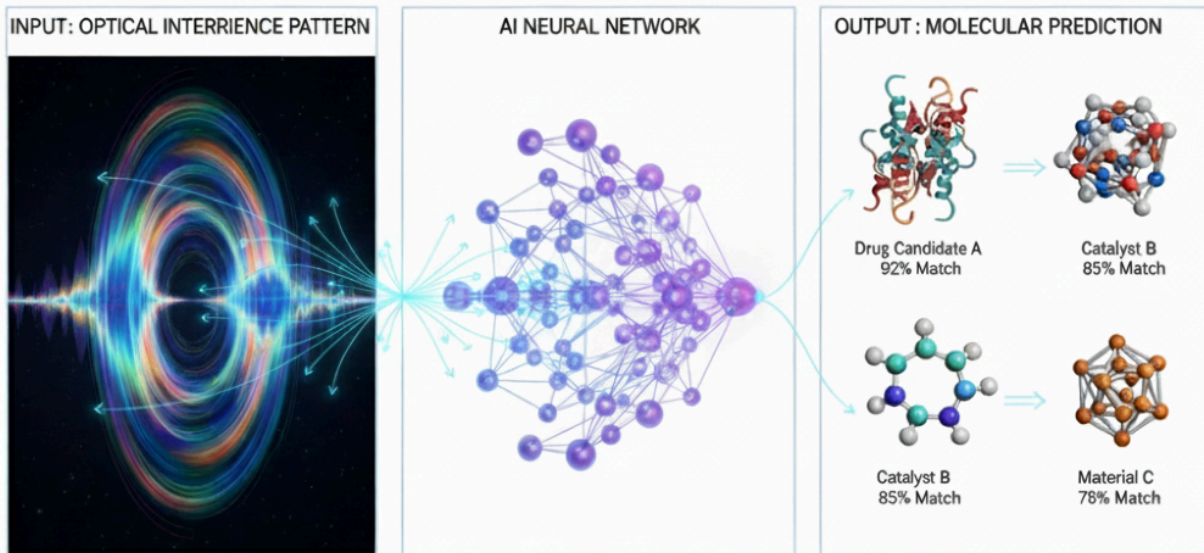 INPUT: OPTICAL INTERRIENCE PATTERN
AI NEURAL NETWORK
OUTPUT : MOLECULAR PREDICTION
Drug Candidate A
92% Match
Catalyst B
85% Match
Catalyst B
85% Match
Material C
78% Match